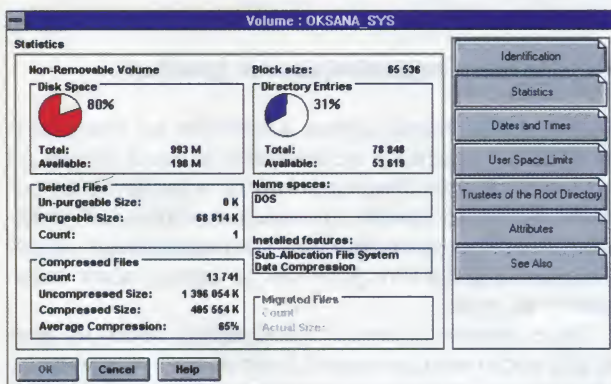 Volume : OKSANA_SYS
Statistics
Non-Removable Volume
Block size: 65 536
Disk Space
80%
Total: 993 M
Available: 198 M
Directory Entries
31%
Total: 78 848
Available: 53 619
Deleted Files
Un-purgeable Size: 0 K
Purgeable Size: 68 814 K
Count: 1
Name spaces:
DOS
Installed features:
Sub-Allocation File System
Data Compression
Compressed Files
Count: 13 741
Uncompressed Size: 1 396 054 K
Compressed Size: 485 554 K
Average Compression: 65%
Migrated Files
Count:
Actual Size:
Identification
Statistics
Dates and Times
User Space Limits
Trustees of the Root Directory
Attributes
See Also
OK
Cancel
Help